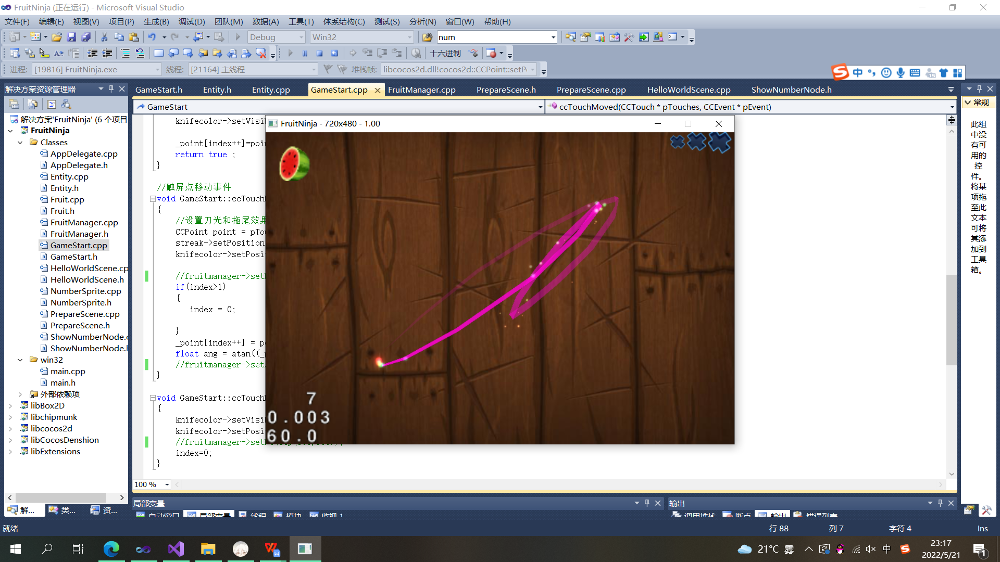 FruitNinja (正在运行) - Microsoft Visual Studio
文件(F) 编辑(E) 视图(V) 项目(P) 生成(B) 调试(D) 团队(M) 数据(A) 工具(T) 体系结构(C) 测试(S) 分析(N) 窗口(W) 帮助(H)
Debug Win32 num
十六进制
进程: [19816] FruitNinja.exe 线程: [21164] 主线程 堆栈帧: libcocos2d.dll!cocos2d::CCPoint::setP
中
解决方案资源管理器
GameStart.h Entity.h Entity.cpp GameStart.cpp FruitManager.cpp PrepareScene.h PrepareScene.cpp HelloWorldScene.cpp ShowNumberNode.h
GameStart ccTouchMoved(CCTouch * pTouches, CCEvent * pEvent)
解决方案'FruitNinja' (6 个项目
FruitNinja
Classes
AppDelegate.cpp
AppDelegate.h
Entity.cpp
Entity.h
Fruit.cpp
Fruit.h
FruitManager.cpp
FruitManager.h
GameStart.cpp
GameStart.h
HelloWorldScene.cp
HelloWorldScene.h
NumberSprite.cpp
NumberSprite.h
PrepareScene.cpp
PrepareScene.h
ShowNumberNode.
ShowNumberNode.h
win32
main.cpp
main.h
外部依赖项
libBox2D
libchipmunk
libcocos2d
libCocosDenshion
libExtensions
解... 类... 资...
knifecolor->setVisi
_point[index++]=poi
return true ;
}
//触屏点移动事件
void GameStart::ccTouch
{
//设置刀光和拖尾效果
CCPoint point = pTo
streak->setPosition
knifecolor->setPosi
//fruitmanager->set
if(index>1)
{
index = 0;
}
_point[index++] = p
float ang = atan((_
//fruitmanager->set
}
void GameStart::ccTouch
{
knifecolor->setVisi
knifecolor->setPosi
//fruitmanager->set
index=0;
}
100 %
FruitNinja - 720x480 - 1.00
7
0.003
60.0
常规
此组
中没
有可
用的
控
件。
将某
项拖
至此
文本
可将
其添
加到
工具
箱。
局部变量 输出
自动窗口 局部变量 线程 模块 监视 1 调用堆栈 断点 输出 错误列表
就绪 行 88 列 7 字符 4 Ins
21°C 雾 中 23:17
2022/5/21
1